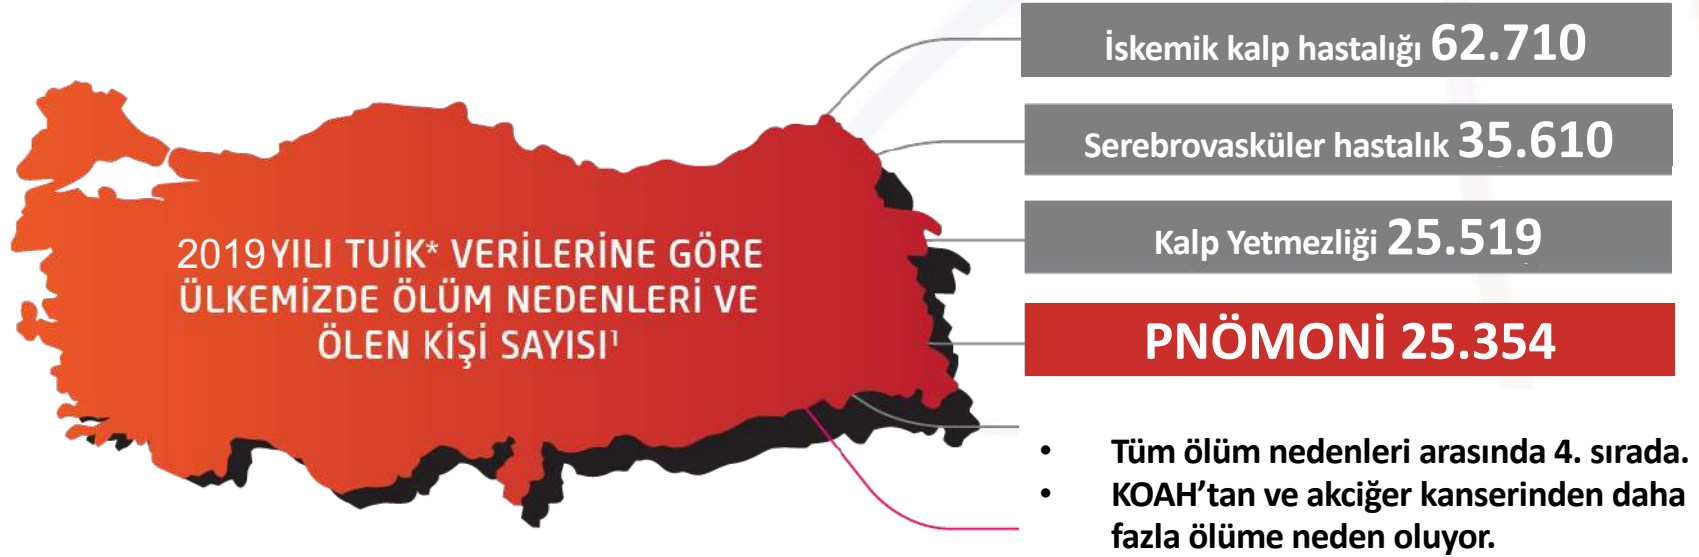 2019 YILI TUİK* VERİLERİNE GÖRE
ÜLKEMİZDE ÖLÜM NEDENLERİ VE
ÖLEN KİŞİ SAYISI¹
İskemik kalp hastalığı 62.710
Serebrovasküler hastalık 35.610
Kalp Yetmezliği 25.519
PNÖMONİ 25.354
• Tüm ölüm nedenleri arasında 4. sırada.
• KOAH’tan ve akciğer kanserinden daha
fazla ölüme neden oluyor.